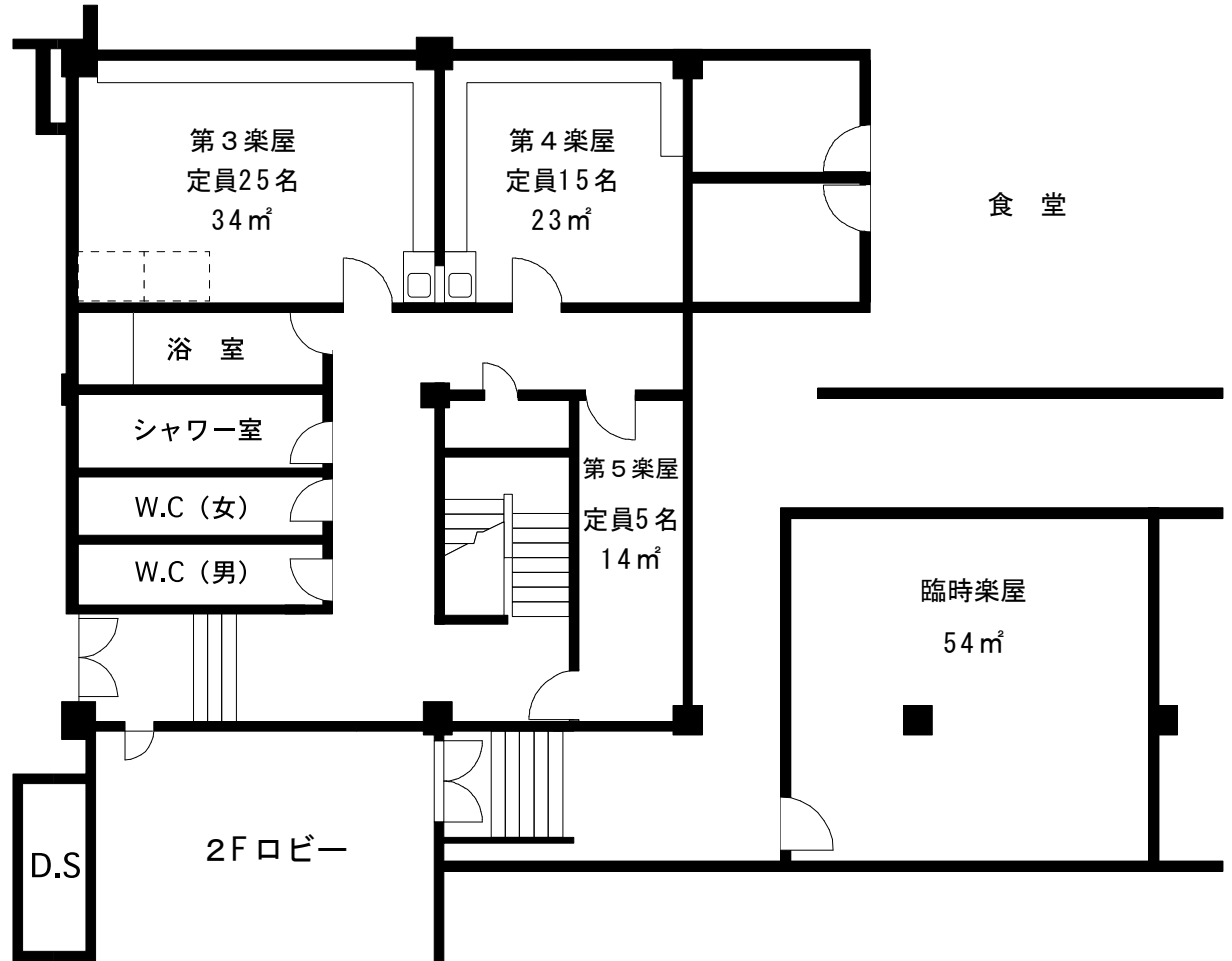 第３楽屋
定員25名
34㎡
第４楽屋
定員15名
23㎡
食　堂
浴　室
シャワー室
W.C（女）
W.C（男）
第５楽屋
定員5名
14㎡
臨時楽屋
54㎡
２Fロビー
D.S